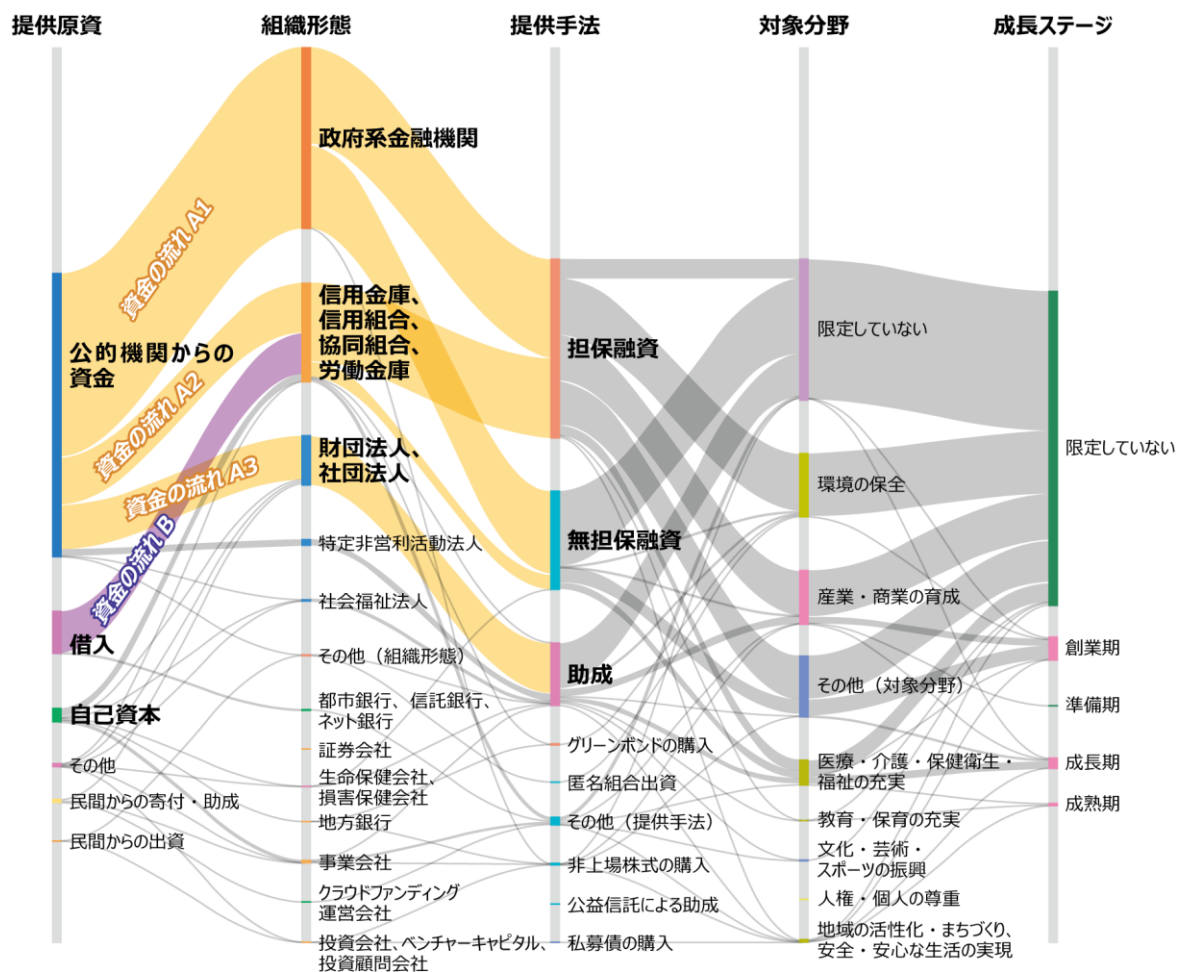 提供原資
組織形態
提供手法
対象分野
成長ステージ
公的機関からの
資金
借入
自己資本
その他
民間からの寄付・助成
民間からの出資
資金の流れ A1
資金の流れ A2
資金の流れ A3
資金の流れ B
政府系金融機関
信用金庫、
信用組合、
協同組合、
労働金庫
財団法人、
社団法人
特定非営利活動法人
社会福祉法人
その他（組織形態）
都市銀行、信託銀行、
ネット銀行
証券会社
生命保健会社、
損害保健会社
地方銀行
事業会社
クラウドファンディング
運営会社
投資会社、ベンチャーキャピタル、
投資顧問会社
担保融資
無担保融資
助成
グリーンボンドの購入
匿名組合出資
その他（提供手法）
非上場株式の購入
公益信託による助成
私募債の購入
限定していない
環境の保全
産業・商業の育成
その他（対象分野）
医療・介護・保健衛生・
福祉の充実
教育・保育の充実
文化・芸術・
スポーツの振興
人権・個人の尊重
地域の活性化・まちづくり、
安全・安心な生活の実現
限定していない
創業期
準備期
成長期
成熟期